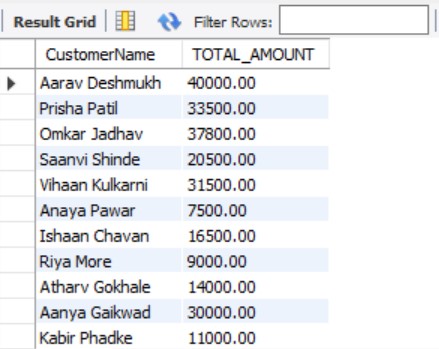 Result Grid Filter Rows:
CustomerName TOTAL_AMOUNT
Aarav Deshmukh 40000.00
Prisha Patil 33500.00
Omkar Jadhav 37800.00
Saanvi Shinde 20500.00
Vihaan Kulkarni 31500.00
Anaya Pawar 7500.00
Ishaan Chavan 16500.00
Riya More 9000.00
Atharv Gokhale 14000.00
Aanya Gaikwad 30000.00
Kabir Phadke 11000.00